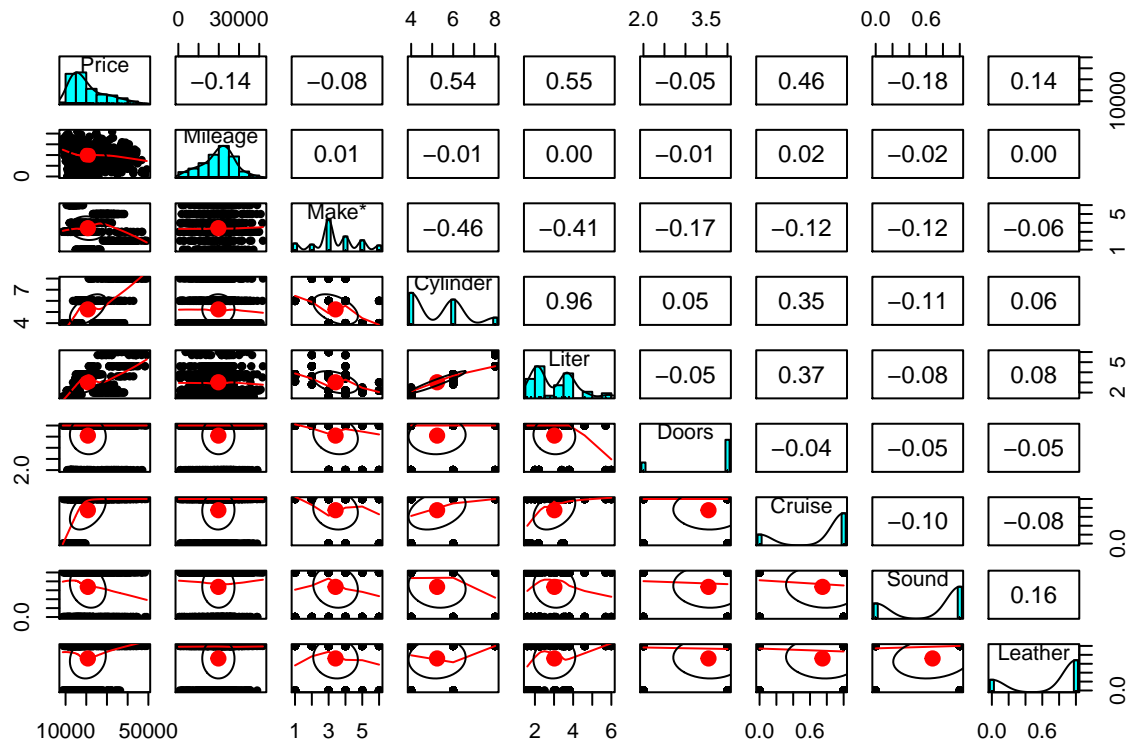 0 30000 4 6 8 2.0 3.5 0.0 0.6
Price −0.14 −0.08 0.54 0.55 −0.05 0.46 −0.18 0.14 10000
0 Mileage 0.01 −0.01 0.00 −0.01 0.02 −0.02 0.00
Make* −0.46 −0.41 −0.17 −0.12 −0.12 −0.06 1 5
4 7 Cylinder 0.96 0.05 0.35 −0.11 0.06
Liter −0.05 0.37 −0.08 0.08 2 5
2.0 Doors −0.04 −0.05 −0.05
Cruise −0.10 −0.08 0.0
0.0 Sound 0.16
Leather 0.0
10000 50000 1 3 5 2 4 6 0.0 0.6 0.0 0.6